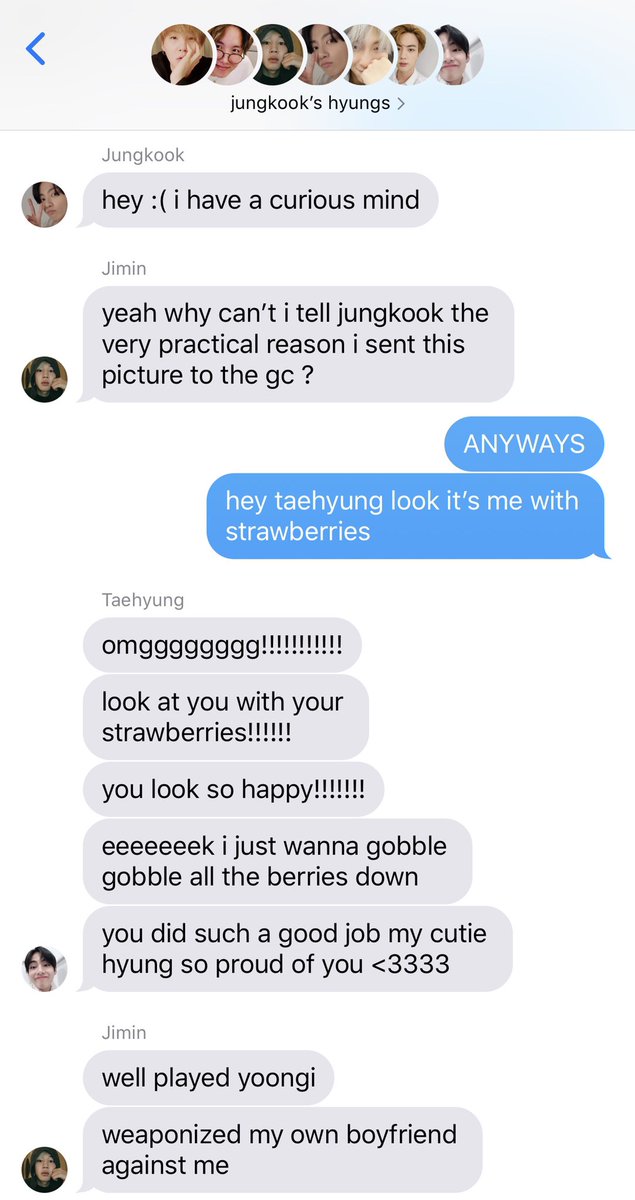 jungkook's hyungs >
Jungkook
hey :( i have a curious mind
Jimin
yeah why can't i tell jungkook the
very practical reason i sent this
picture to the gc ?
ANYWAYS
hey taehyung look it's me with
strawberries
Taehyung
omgggggggg!!!!!!!!!!!
look at you with your
strawberries!!!!!!
you look so happy!!!!!!!
eeeeeeek i just wanna gobble
gobble all the berries down
you did such a good job my cutie
hyung so proud of you <3333
Jimin
well played yoongi
weaponized my own boyfriend
against me